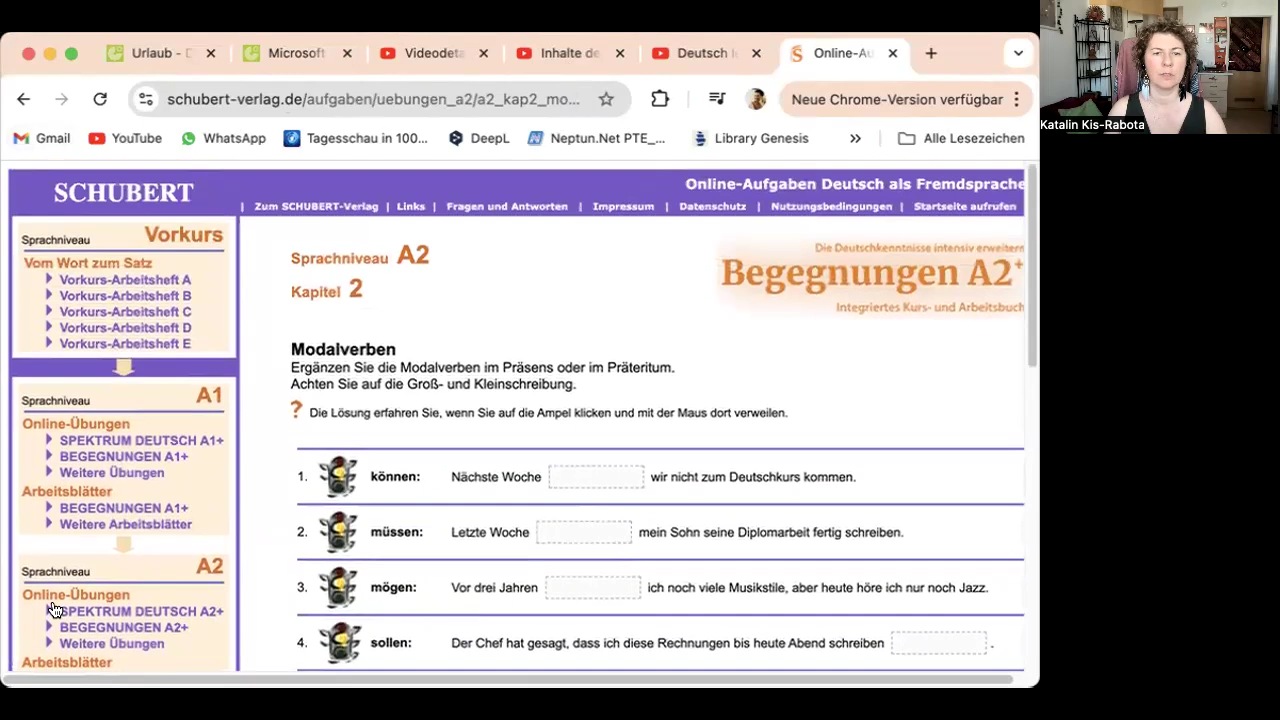 Urlaub - D
Microsoft
Videodeta
Inhalte de
Deutsch l
Online-Au
schubert-verlag.de/aufgaben/uebungen_a2/a2_kap2_mo...
Neue Chrome-Version verfügbar
Gmail
YouTube
WhatsApp
Tagesschau in 100...
DeepL
Neptun.Net PTE_...
Library Genesis
»
Alle Lesezeichen
Katalin Kis-Rabota
SCHUBERT
Online-Aufgaben Deutsch als Fremdsprache
| Zum SCHUBERT-Verlag | Links | Fragen und Antworten | Impressum | Datenschutz | Nutzungsbedingungen | Startseite aufrufen
Sprachniveau Vorkurs
Vom Wort zum Satz
Vorkurs-Arbeitsheft A
Vorkurs-Arbeitsheft B
Vorkurs-Arbeitsheft C
Vorkurs-Arbeitsheft D
Vorkurs-Arbeitsheft E
Sprachniveau A1
Online-Übungen
SPEKTRUM DEUTSCH A1+
BEGEGNUNGEN A1+
Weitere Übungen
Arbeitsblätter
BEGEGNUNGEN A1+
Weitere Arbeitsblätter
Sprachniveau A2
Online-Übungen
SPEKTRUM DEUTSCH A2+
BEGEGNUNGEN A2+
Weitere Übungen
Arbeitsblätter
Sprachniveau A2
Kapitel 2
Die Deutschkenntnisse intensiv erweitern
Begegnungen A2+
Integriertes Kurs- und Arbeitsbuch
Modalverben
Ergänzen Sie die Modalverben im Präsens oder im Präteritum.
Achten Sie auf die Groß- und Kleinschreibung.
? Die Lösung erfahren Sie, wenn Sie auf die Ampel klicken und mit der Maus dort verweilen.
1. können: Nächste Woche wir nicht zum Deutschkurs kommen.
2. müssen: Letzte Woche mein Sohn seine Diplomarbeit fertig schreiben.
3. mögen: Vor drei Jahren ich noch viele Musikstile, aber heute höre ich nur noch Jazz.
4. sollen: Der Chef hat gesagt, dass ich diese Rechnungen bis heute Abend schreiben .